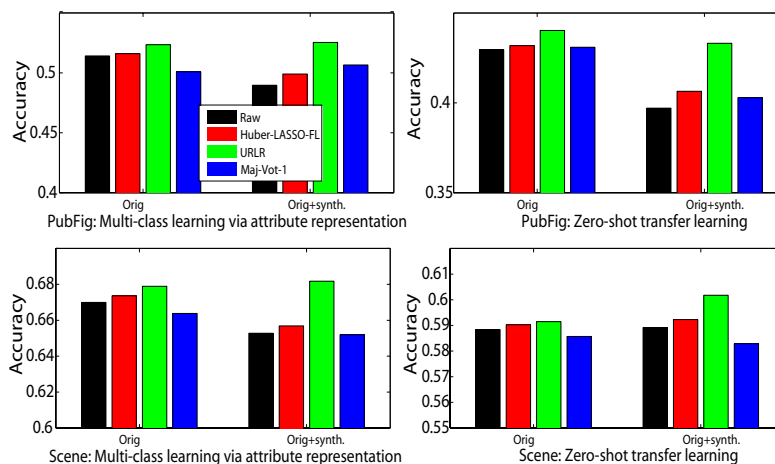 Accuracy
0.5
0.45
0.4
Raw
Huber-LASSO-FL
URLR
Maj-Vot-1
Orig
Orig+synth.
PubFig: Multi-class learning via attribute representation
Accuracy
0.4
0.35
Orig
Orig+synth.
PubFig: Zero-shot transfer learning
Accuracy
0.68
0.66
0.64
0.62
0.6
Orig
Orig+synth.
Scene: Multi-class learning via attribute representation
Accuracy
0.61
0.6
0.59
0.58
0.57
0.56
0.55
Orig
Orig+synth.
Scene: Zero-shot transfer learning